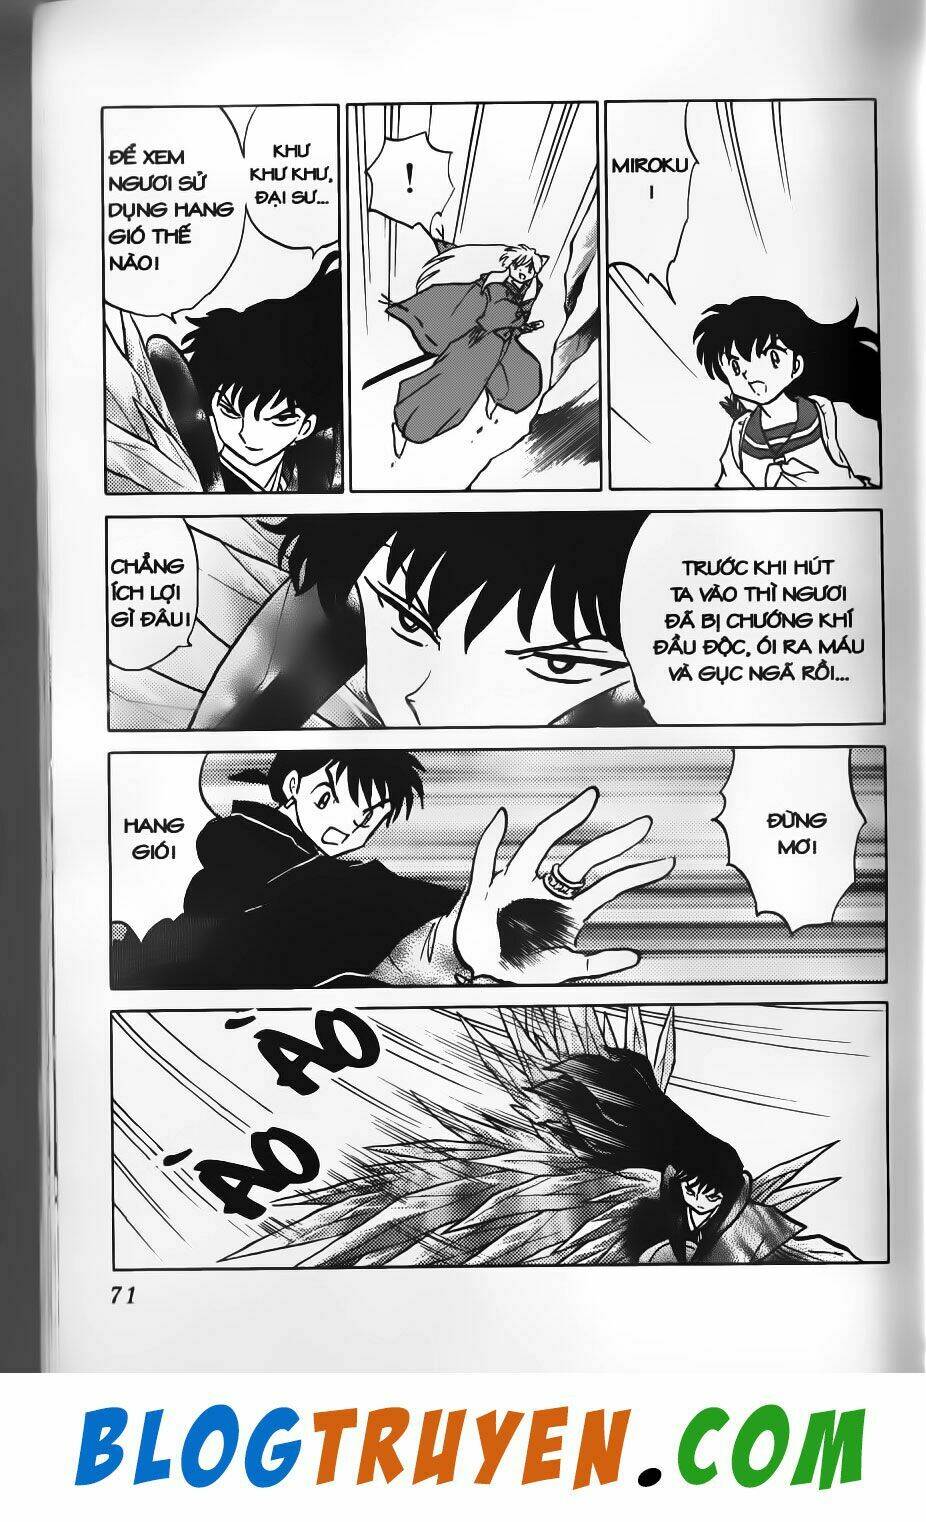 MIROKU
!
!
KHƯ
KHƯ KHƯ,
ĐẠI SƯ...
ĐỂ XEM
NGƯƠI SỬ
DỤNG HANG
GIÓ THẾ
NÀO!
TRƯỚC KHI HÚT
TA VÀO THÌ NGƯƠI
ĐÃ BỊ CHƯỚNG KHÍ
ĐẦU ĐỘC, ÓI RA MÁU
VÀ GỤC NGÃ RỒI...
CHẲNG
ÍCH LỢI
GÌ ĐÂU!
ĐỪNG
MƠ!
HANG
GIÓ!
ÀO
ÀO
71
BLOGTRUYEN.COM